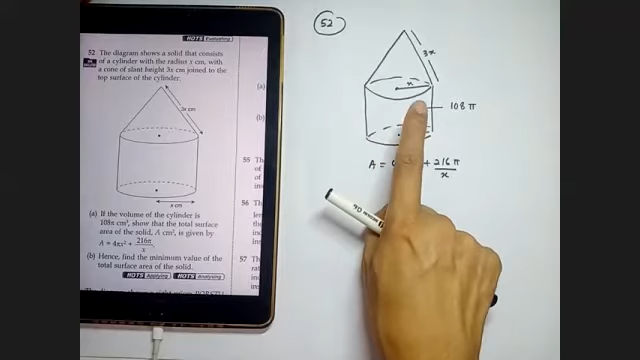 HOTS Evaluating
52 The diagram shows a solid that consists
of a cylinder with the radius x cm, with
a cone of slant height 3x cm joined to the
top surface of the cylinder.
3x cm
x cm
(a) If the volume of the cylinder is
108π cm³, show that the total surface
area of the solid, A cm², is given by
A = 4πx² + 216π/x
(b) Hence, find the minimum value of the
total surface area of the solid.
HOTS Applying HOTS Analysing
(a)
(b)
55 Th
of
of
56 Th
57
52
3x
x
108 π
A =
+ 216 π
x